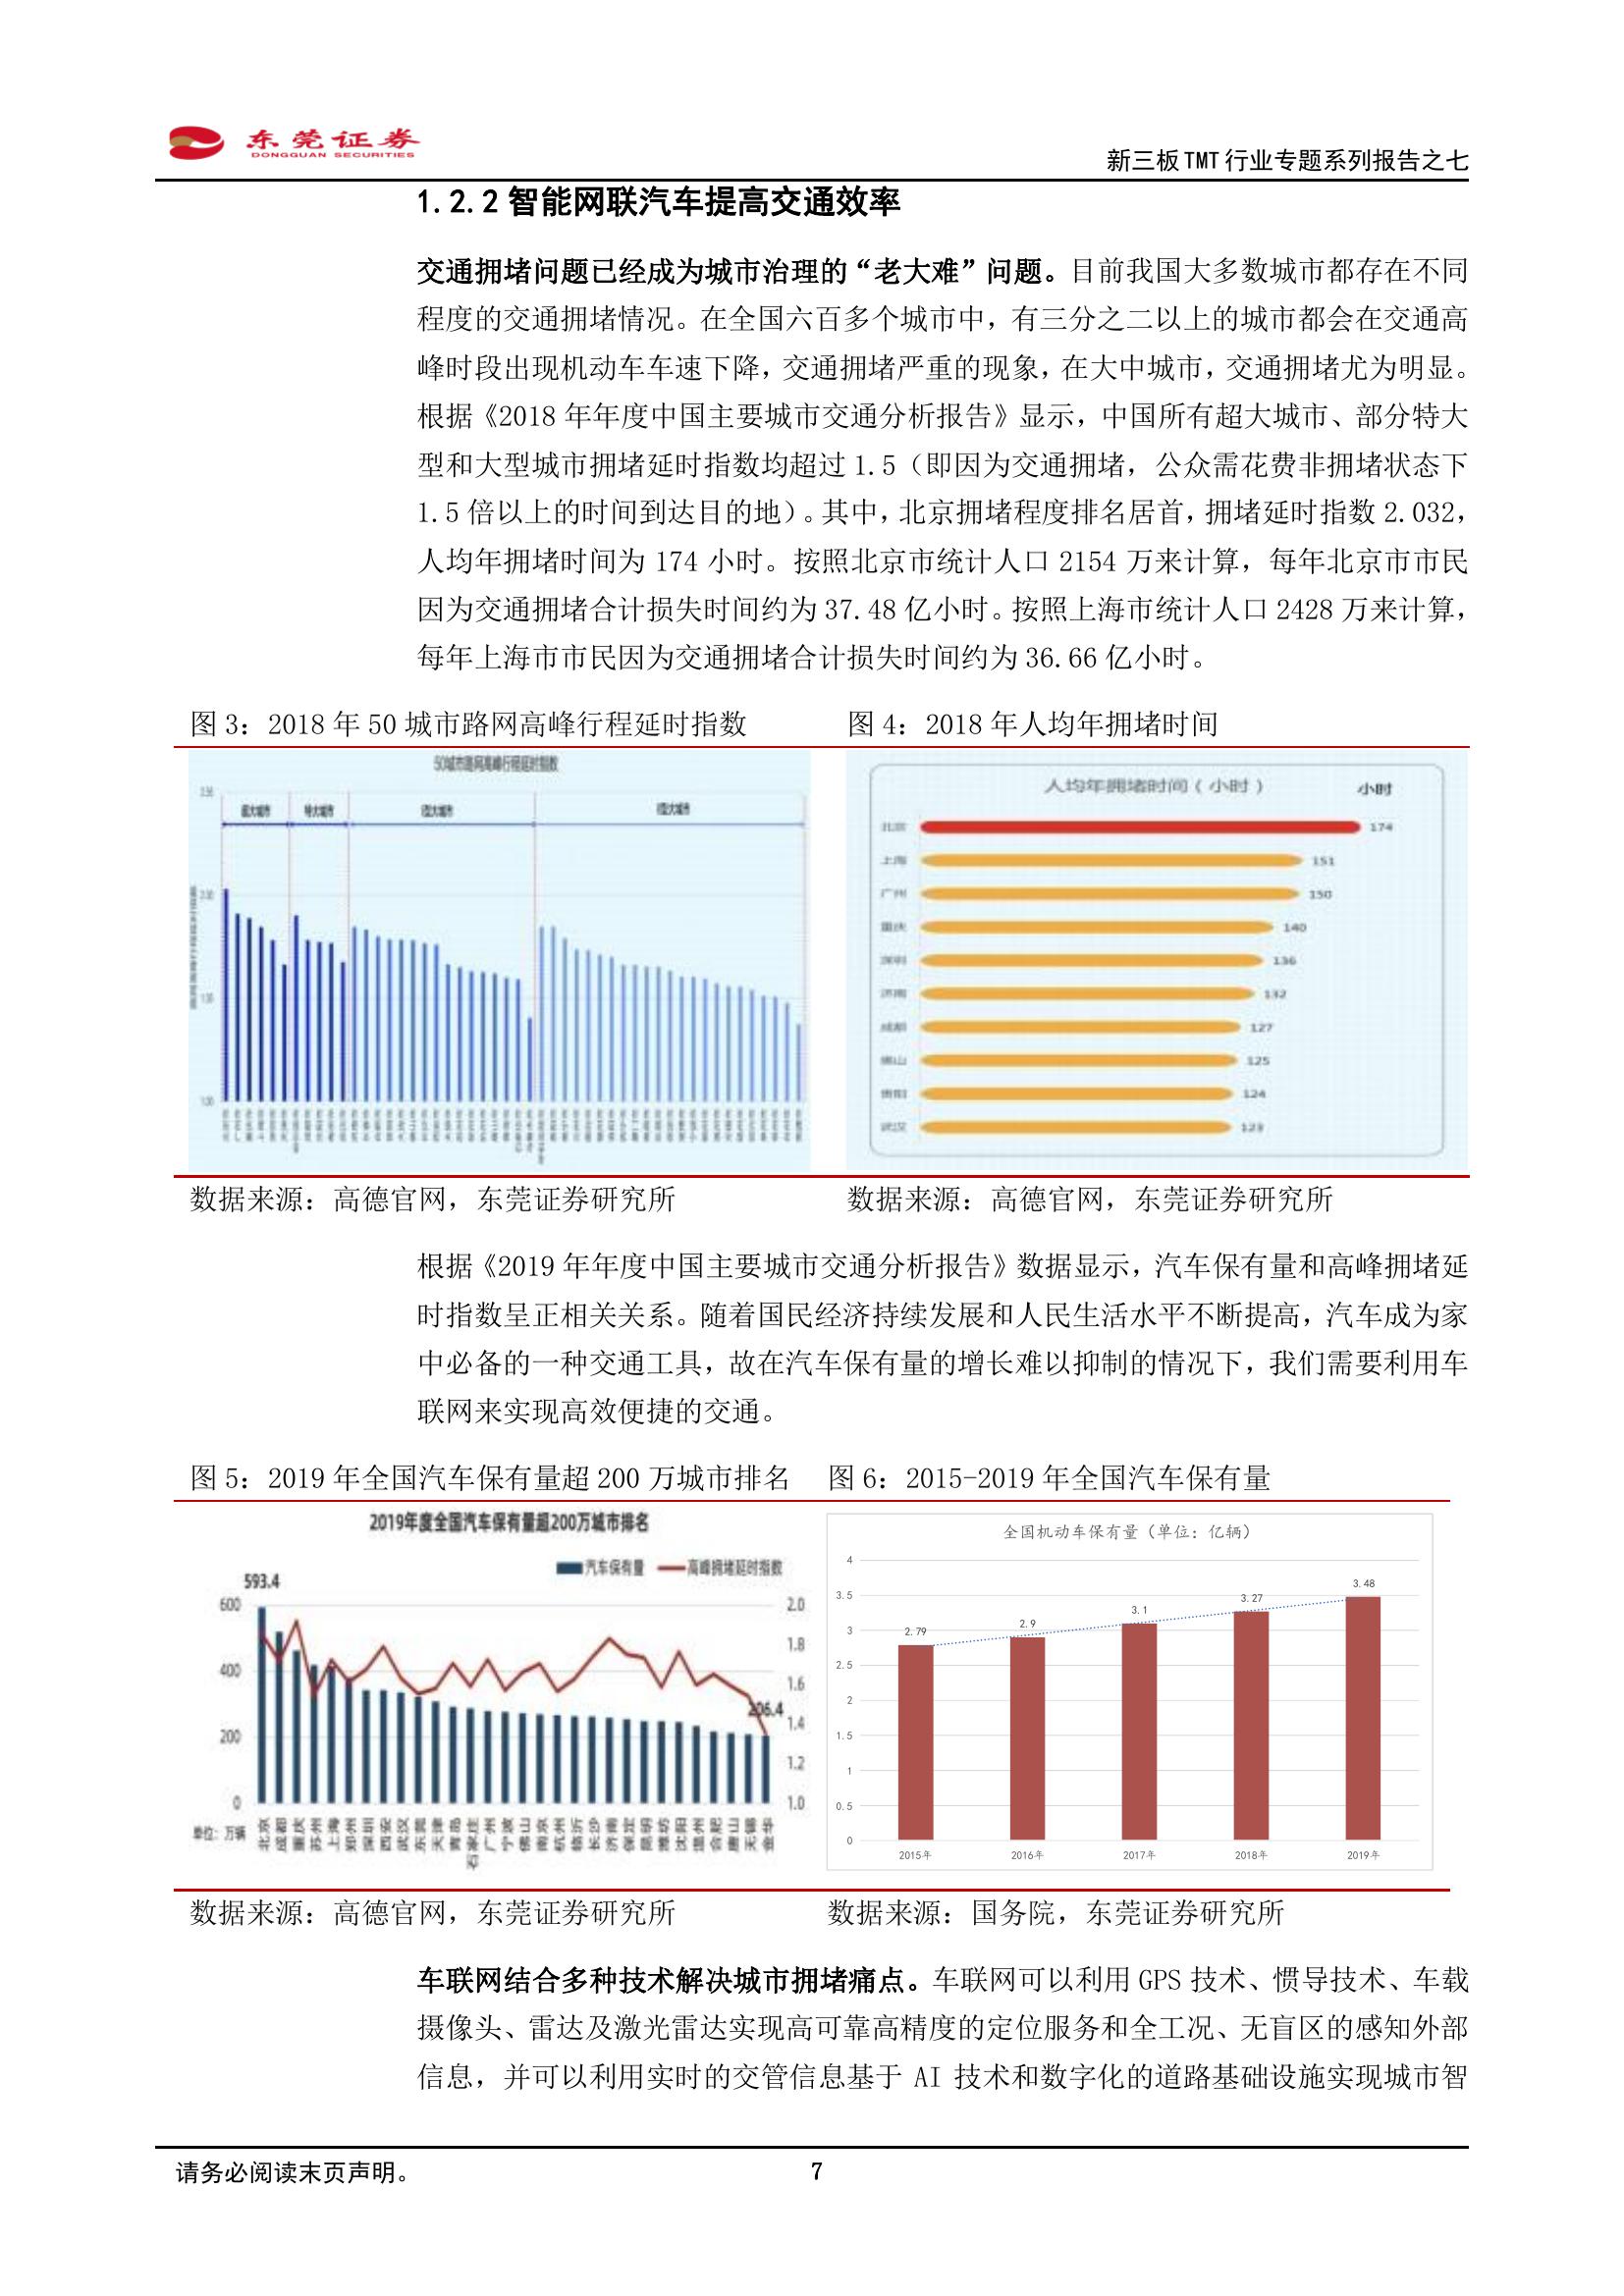 东莞证券
DONGGUAN SECURITIES
新三板 TMT 行业专题系列报告之七
1.2.2 智能网联汽车提高交通效率
交通拥堵问题已经成为城市治理的“老大难”问题。目前我国大多数城市都存在不同
程度的交通拥堵情况。在全国六百多个城市中，有三分之二以上的城市都会在交通高
峰时段出现机动车车速下降，交通拥堵严重的现象，在大中城市，交通拥堵尤为明显。
根据《2018 年年度中国主要城市交通分析报告》显示，中国所有超大城市、部分特大
型和大型城市拥堵延时指数均超过 1.5（即因为交通拥堵，公众需花费非拥堵状态下
1.5 倍以上的时间到达目的地）。其中，北京拥堵程度排名居首，拥堵延时指数 2.032，
人均年拥堵时间为 174 小时。按照北京市统计人口 2154 万来计算，每年北京市市民
因为交通拥堵合计损失时间约为 37.48 亿小时。按照上海市统计人口 2428 万来计算，
每年上海市市民因为交通拥堵合计损失时间约为 36.66 亿小时。
图 3：2018 年 50 城市路网高峰行程延时指数
50城市路网高峰行程延时指数
超大城市 特大城市 I型大城市 II型大城市
2.00
1.00
图 4：2018 年人均年拥堵时间
人均年拥堵时间（小时）
小时
北京 174
上海 151
广州 150
重庆 140
深圳 136
济南 132
成都 127
佛山 125
贵阳 124
武汉 123
数据来源：高德官网，东莞证券研究所
数据来源：高德官网，东莞证券研究所
根据《2019 年年度中国主要城市交通分析报告》数据显示，汽车保有量和高峰拥堵延
时指数呈正相关关系。随着国民经济持续发展和人民生活水平不断提高，汽车成为家
中必备的一种交通工具，故在汽车保有量的增长难以抑制的情况下，我们需要利用车
联网来实现高效便捷的交通。
图 5：2019 年全国汽车保有量超 200 万城市排名
2019年度全国汽车保有量超200万城市排名
汽车保有量 高峰拥堵延时指数
593.4
206.4
600
400
200
0
2.0
1.8
1.6
1.4
1.2
1.0
单位：万辆
北京 成都 重庆 苏州 上海 郑州 深圳 西安 武汉 东莞 天津 青岛 石家庄 广州 宁波 佛山 南京 杭州 临沂 长沙 济南 保定 昆明 潍坊 沈阳 温州 合肥 唐山 无锡 金华
图 6：2015-2019 年全国汽车保有量
全国机动车保有量（单位：亿辆）
4
3.5
3
2.5
2
1.5
1
0.5
0
2.79
2.9
3.1
3.27
3.48
2015年 2016年 2017年 2018年 2019年
数据来源：高德官网，东莞证券研究所
数据来源：国务院，东莞证券研究所
车联网结合多种技术解决城市拥堵痛点。车联网可以利用 GPS 技术、惯导技术、车载
摄像头、雷达及激光雷达实现高可靠高精度的定位服务和全工况、无盲区的感知外部
信息，并可以利用实时的交管信息基于 AI 技术和数字化的道路基础设施实现城市智
请务必阅读末页声明。
7